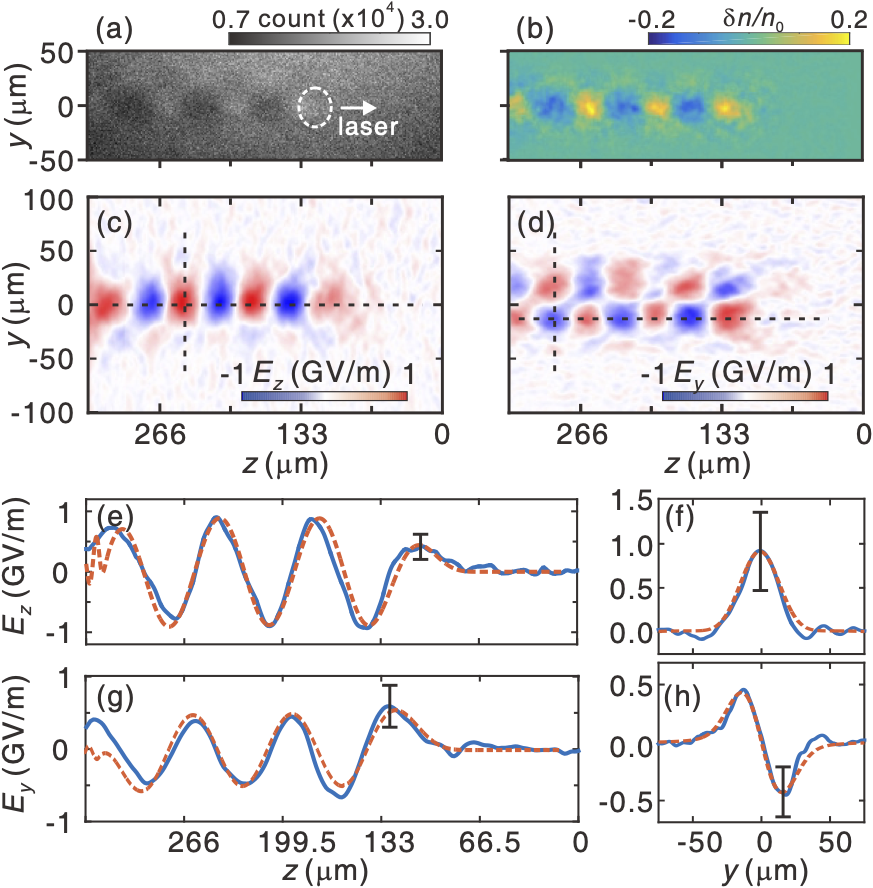 (a) 0.7 count (x10⁴) 3.0
(b) -0.2 δn/n₀ 0.2
50
0
-50
y (μm)
laser
(c)
(d)
100
50
0
-50
-100
y (μm)
-1 E_z (GV/m) 1
-1 E_y (GV/m) 1
266 133 0
z (μm)
266 133 0
z (μm)
(e)
1
0
-1
E_z (GV/m)
(f)
1.5
1.0
0.5
0.0
(g)
1
0
-1
E_y (GV/m)
266 199.5 133 66.5 0
z (μm)
(h)
0.5
0.0
-0.5
-50 0 50
y (μm)